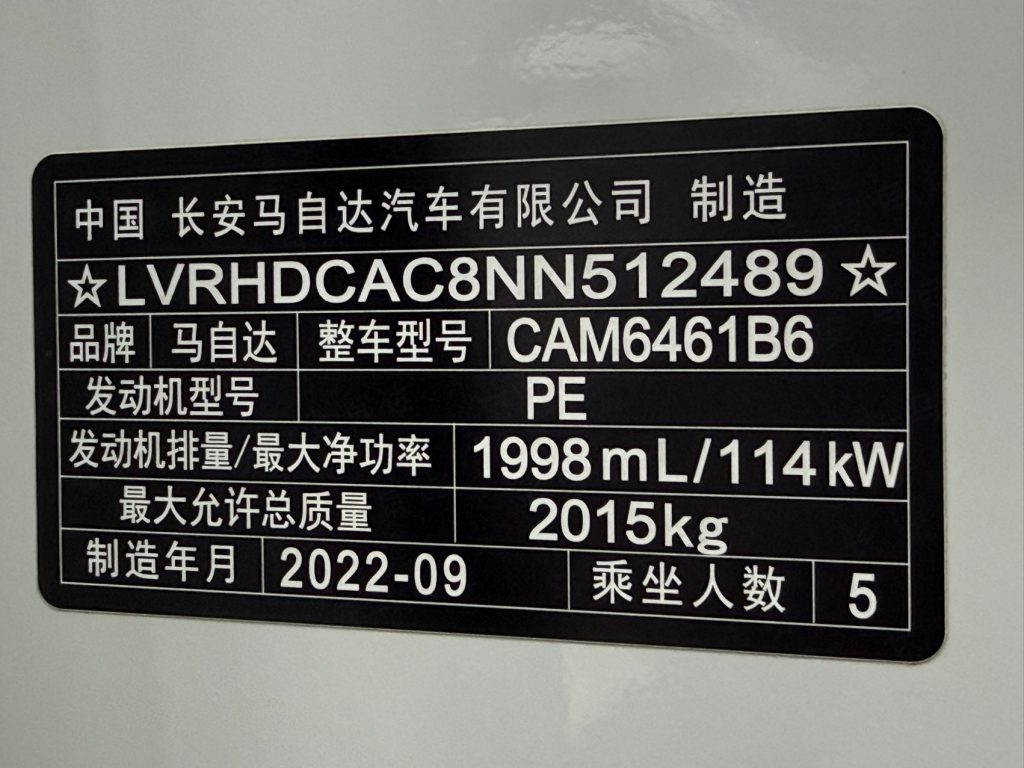 中国 长安马自达汽车有限公司 制造
☆LVRHDCAC8NN512489☆
品牌 马自达 整车型号 CAM6461B6
发动机型号 PE
发动机排量/最大净功率 1998mL/114kW
最大允许总质量 2015kg
制造年月 2022-09 乘坐人数 5